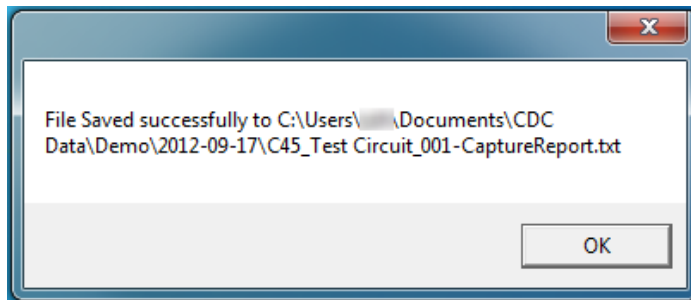 File Saved successfully to C:\Users\ \Documents\CDC
Data\Demo\2012-09-17\C45_Test Circuit_001-CaptureReport.txt
OK